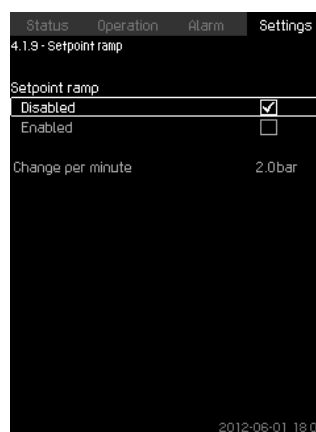 Status Operation Alarm Settings
4.1.9 - Setpoint ramp
Setpoint ramp
Disabled
Enabled
Change per minute 2.0bar
2012-06-01 18:0